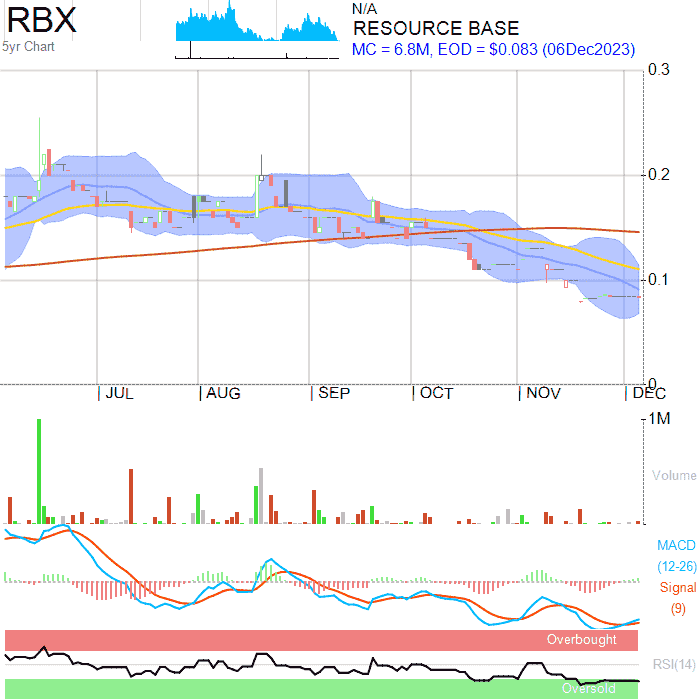 RBX
5yr Chart
N/A
RESOURCE BASE
MC = 6.8M, EOD = $0.083 (06Dec2023)
0.3
0.2
0.1
0
JUL
AUG
SEP
OCT
NOV
DEC
1M
Volume
MACD
(12-26)
Signal
(9)
Overbought
RSI(14)
Oversold